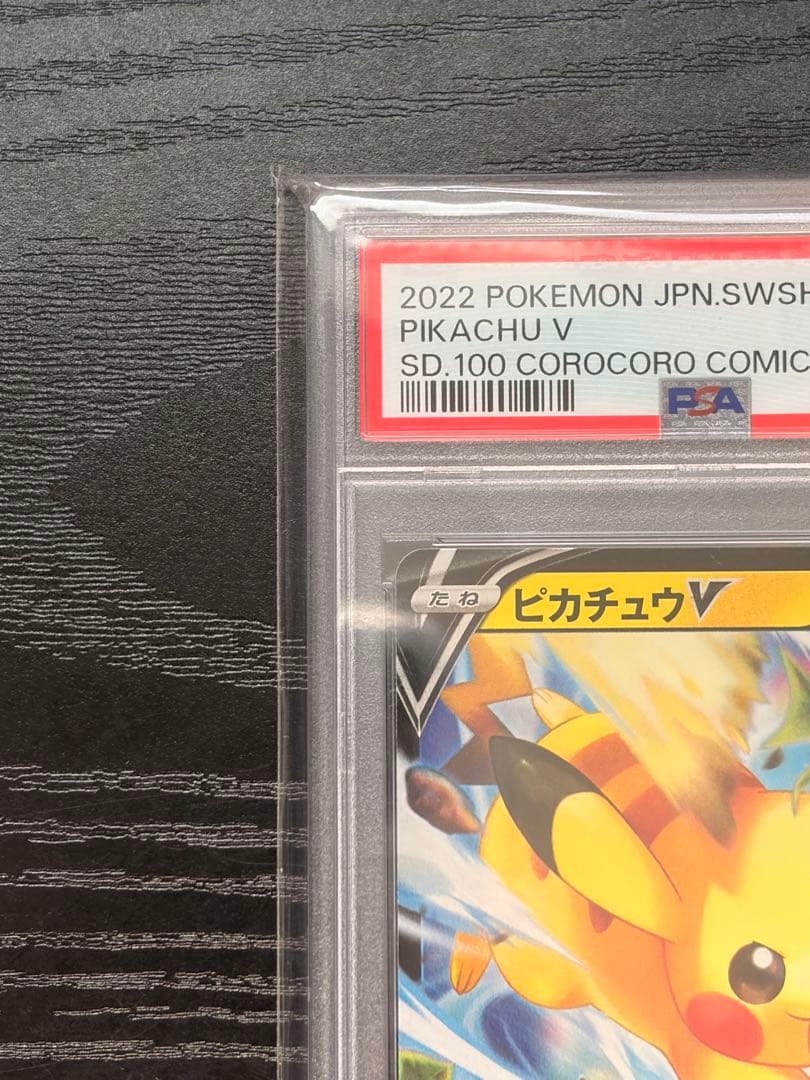 2022 POKEMON JPN.SWSH
PIKACHU V
SD.100 COROCORO COMIC
PSA
たね ピカチュウV